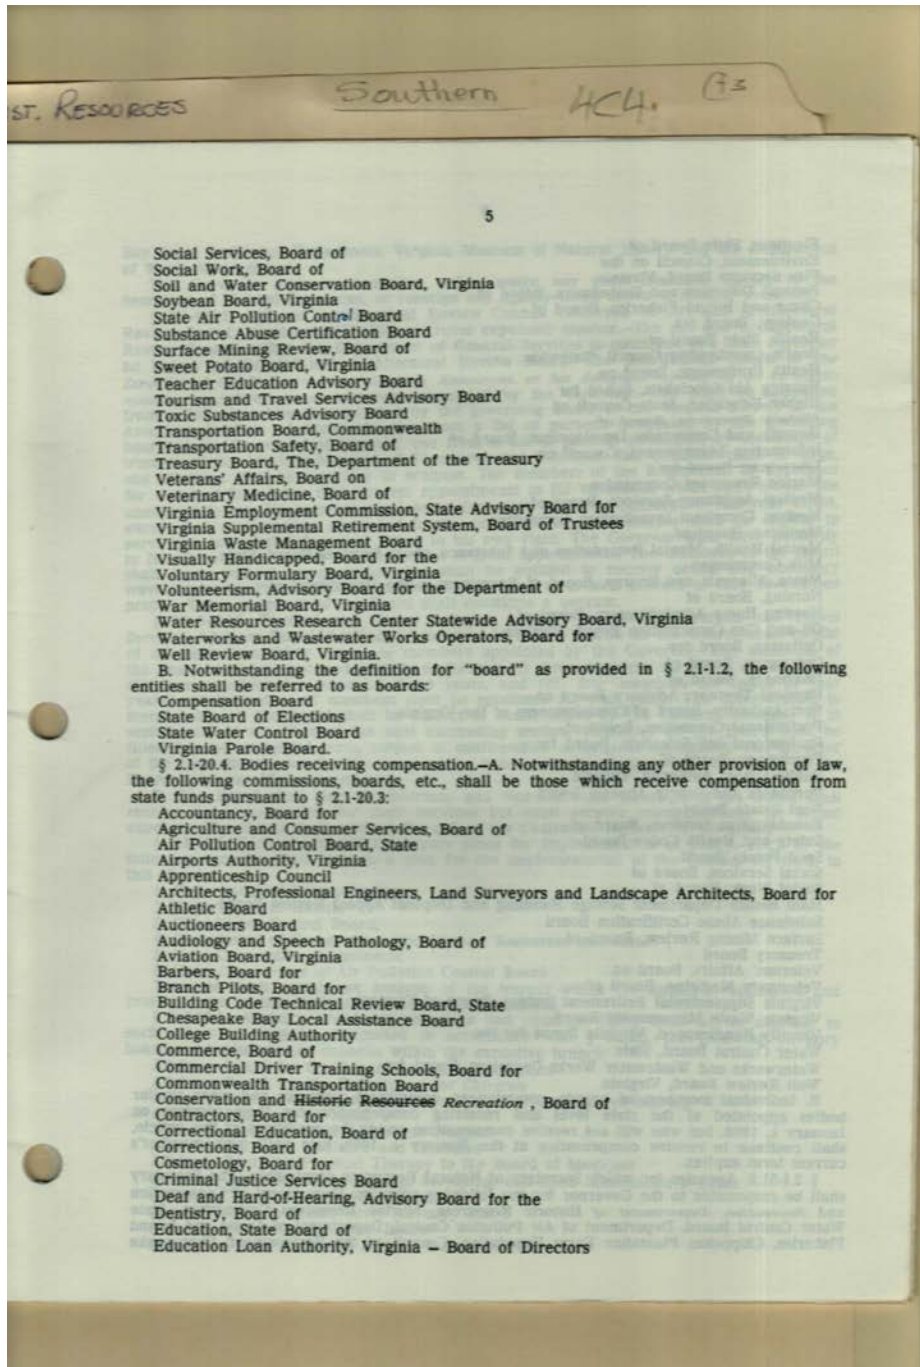 ST. RESOURCES
Southern
4C4.
5
Social Services, Board of
Social Work, Board of
Soil and Water Conservation Board, Virginia
Soybean Board, Virginia
State Air Pollution Control Board
Substance Abuse Certification Board
Surface Mining Review, Board of
Sweet Potato Board, Virginia
Teacher Education Advisory Board
Tourism and Travel Services Advisory Board
Toxic Substances Advisory Board
Transportation Board, Commonwealth
Transportation Safety, Board of
Treasury Board, The, Department of the Treasury
Veterans' Affairs, Board on
Veterinary Medicine, Board of
Virginia Employment Commission, State Advisory Board for
Virginia Supplemental Retirement System, Board of Trustees
Virginia Waste Management Board
Visually Handicapped, Board for the
Voluntary Formulary Board, Virginia
Volunteerism, Advisory Board for the Department of
War Memorial Board, Virginia
Water Resources Research Center Statewide Advisory Board, Virginia
Waterworks and Wastewater Works Operators, Board for
Well Review Board, Virginia.
B. Notwithstanding the definition for “board” as provided in § 2.1-1.2, the following
entities shall be referred to as boards:
Compensation Board
State Board of Elections
State Water Control Board
Virginia Parole Board.
§ 2.1-20.4. Bodies receiving compensation.–A. Notwithstanding any other provision of law,
the following commissions, boards, etc., shall be those which receive compensation from
state funds pursuant to § 2.1-20.3:
Accountancy, Board for
Agriculture and Consumer Services, Board of
Air Pollution Control Board, State
Airports Authority, Virginia
Apprenticeship Council
Architects, Professional Engineers, Land Surveyors and Landscape Architects, Board for
Athletic Board
Auctioneers Board
Audiology and Speech Pathology, Board of
Aviation Board, Virginia
Barbers, Board for
Branch Pilots, Board for
Building Code Technical Review Board, State
Chesapeake Bay Local Assistance Board
College Building Authority
Commerce, Board of
Commercial Driver Training Schools, Board for
Commonwealth Transportation Board
Conservation and Historic Resources Recreation , Board of
Contractors, Board for
Correctional Education, Board of
Corrections, Board of
Cosmetology, Board for
Criminal Justice Services Board
Deaf and Hard-of-Hearing, Advisory Board for the
Dentistry, Board of
Education, State Board of
Education Loan Authority, Virginia – Board of Directors